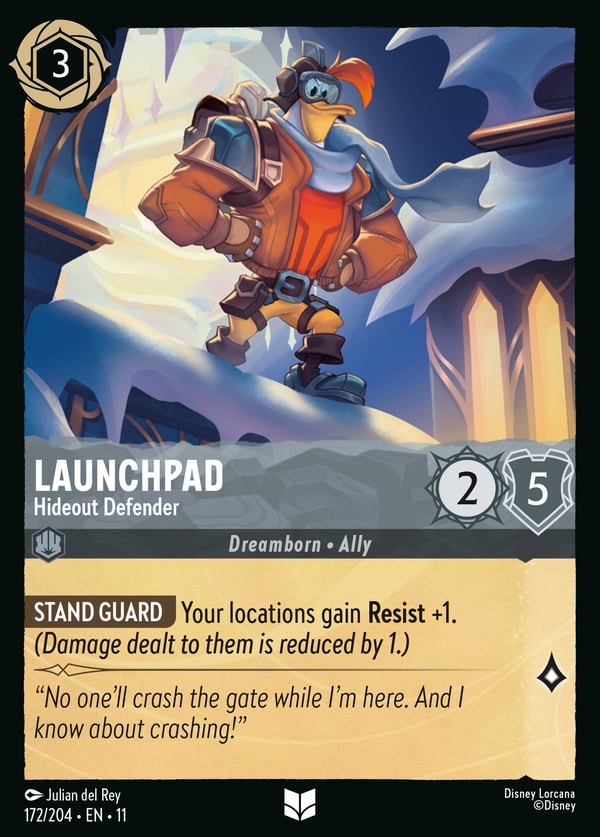 3
LAUNCHPAD
Hideout Defender
2
5
Dreamborn • Ally
STAND GUARD Your locations gain Resist +1.
(Damage dealt to them is reduced by 1.)
“No one’ll crash the gate while I’m here. And I
know about crashing!”
Julian del Rey
172/204 • EN • 11
Disney Lorcana
©Disney